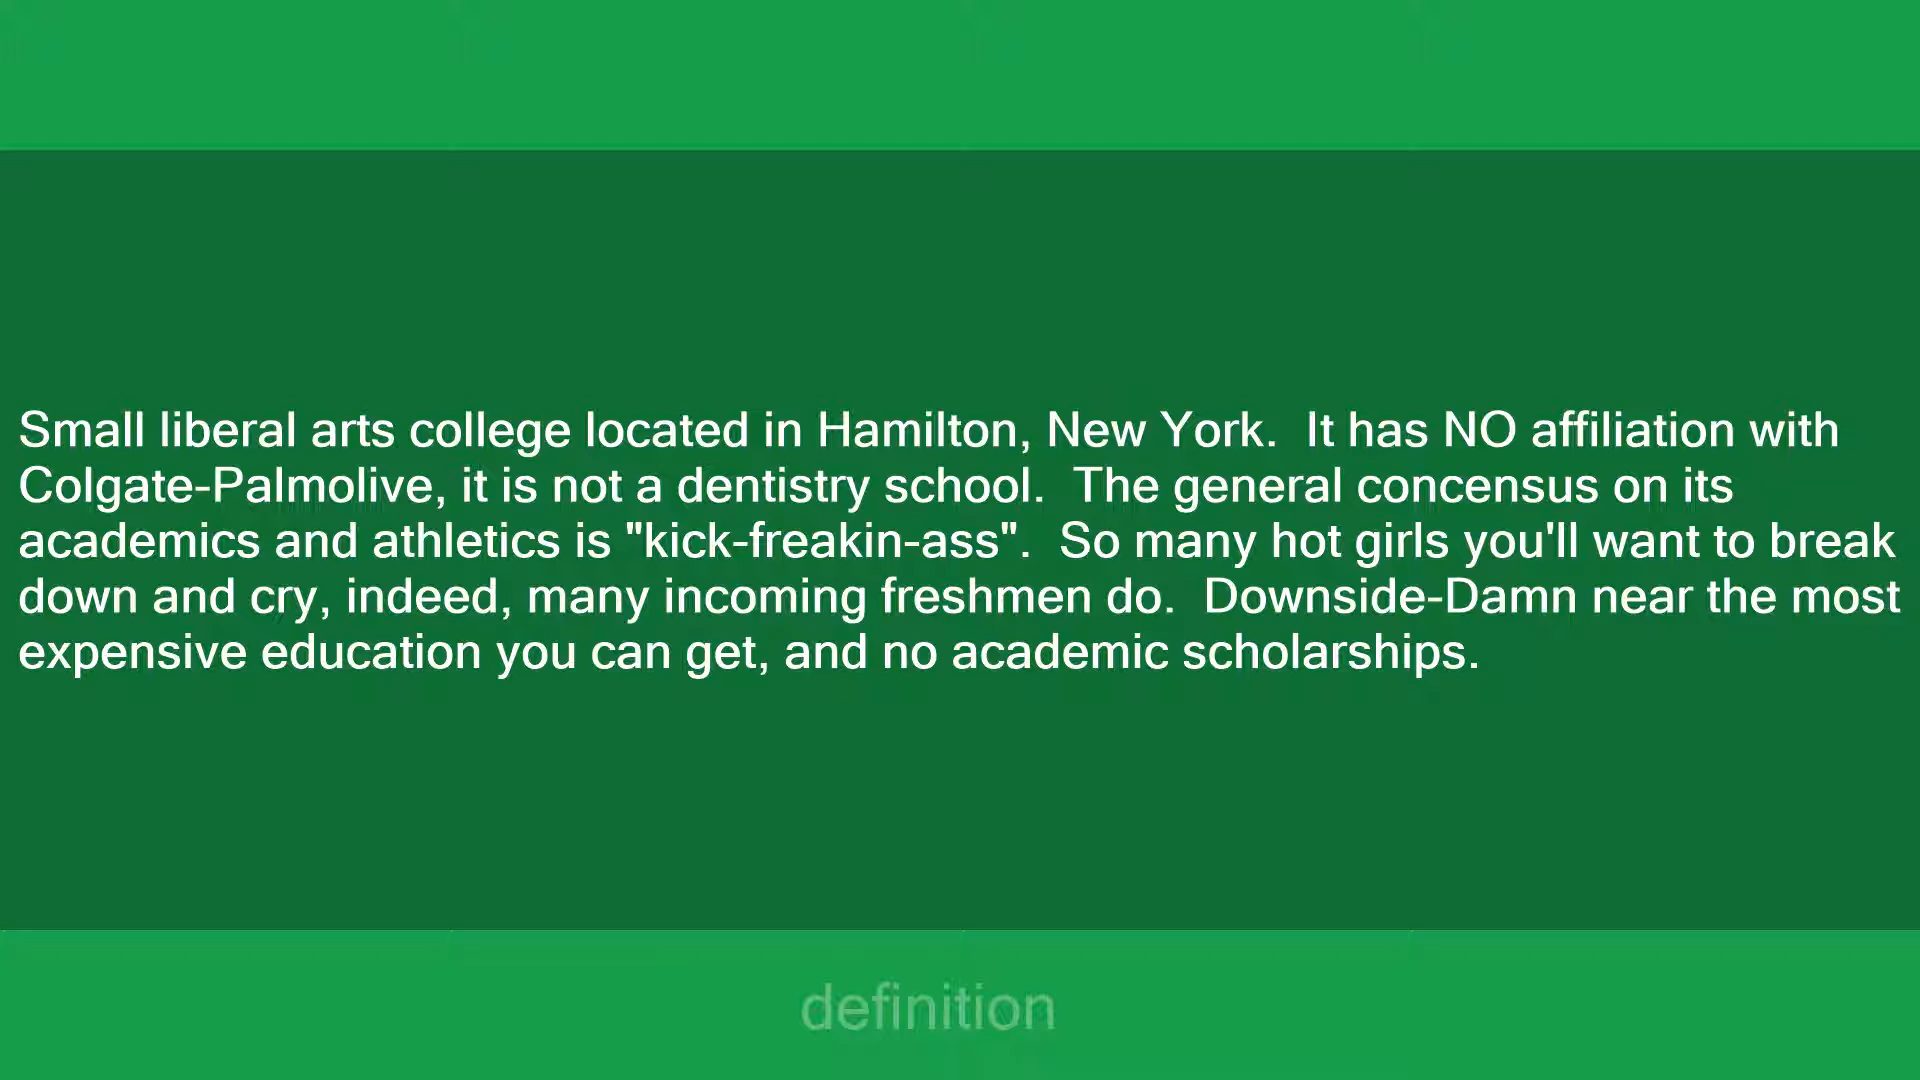 Small liberal arts college located in Hamilton, New York.  It has NO affiliation with
Colgate-Palmolive, it is not a dentistry school.  The general concensus on its
academics and athletics is "kick-freakin-ass".  So many hot girls you'll want to break
down and cry, indeed, many incoming freshmen do.  Downside-Damn near the most
expensive education you can get, and no academic scholarships.
definition